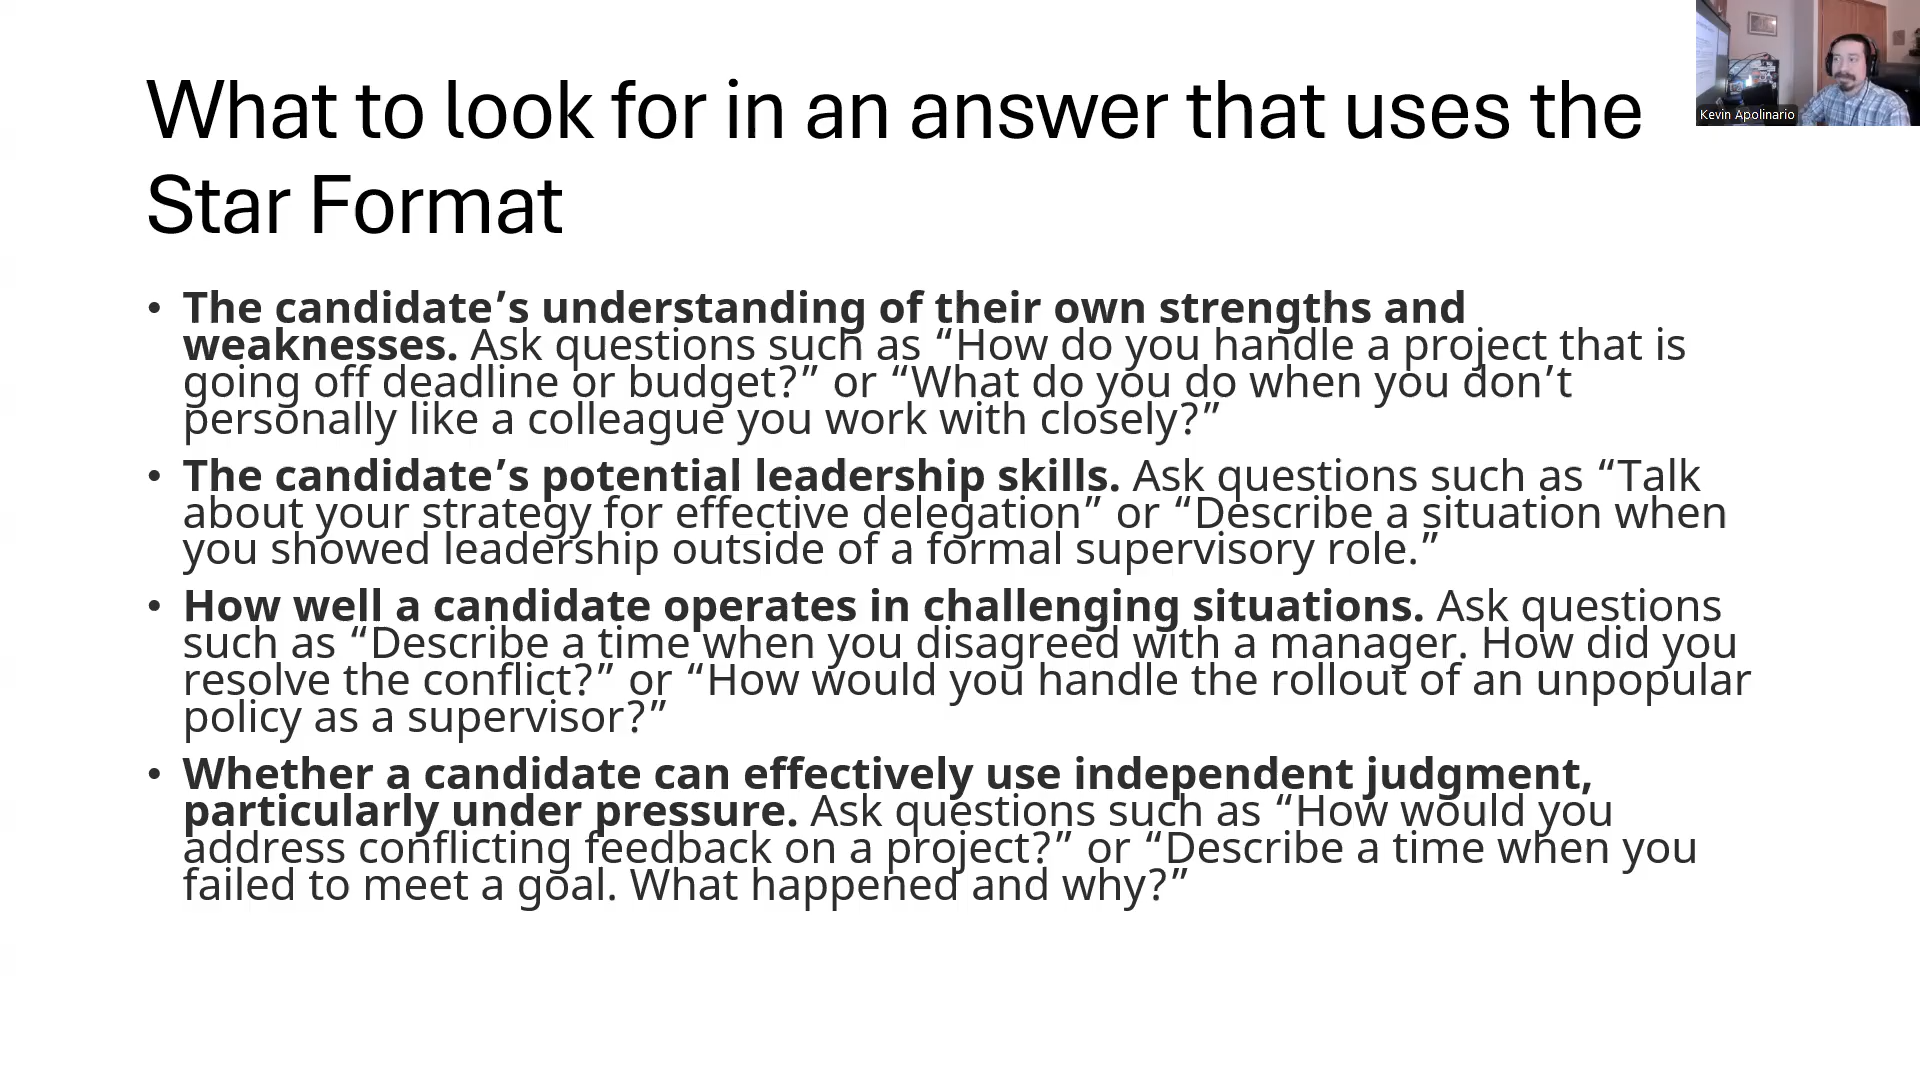 What to look for in an answer that uses the
Star Format
Kevin Apolinario
• The candidate’s understanding of their own strengths and
weaknesses. Ask questions such as “How do you handle a project that is
going off deadline or budget?” or “What do you do when you don’t
personally like a colleague you work with closely?”
• The candidate’s potential leadership skills. Ask questions such as “Talk
about your strategy for effective delegation” or “Describe a situation when
you showed leadership outside of a formal supervisory role.”
• How well a candidate operates in challenging situations. Ask questions
such as “Describe a time when you disagreed with a manager. How did you
resolve the conflict?” or “How would you handle the rollout of an unpopular
policy as a supervisor?”
• Whether a candidate can effectively use independent judgment,
particularly under pressure. Ask questions such as “How would you
address conflicting feedback on a project?” or “Describe a time when you
failed to meet a goal. What happened and why?”